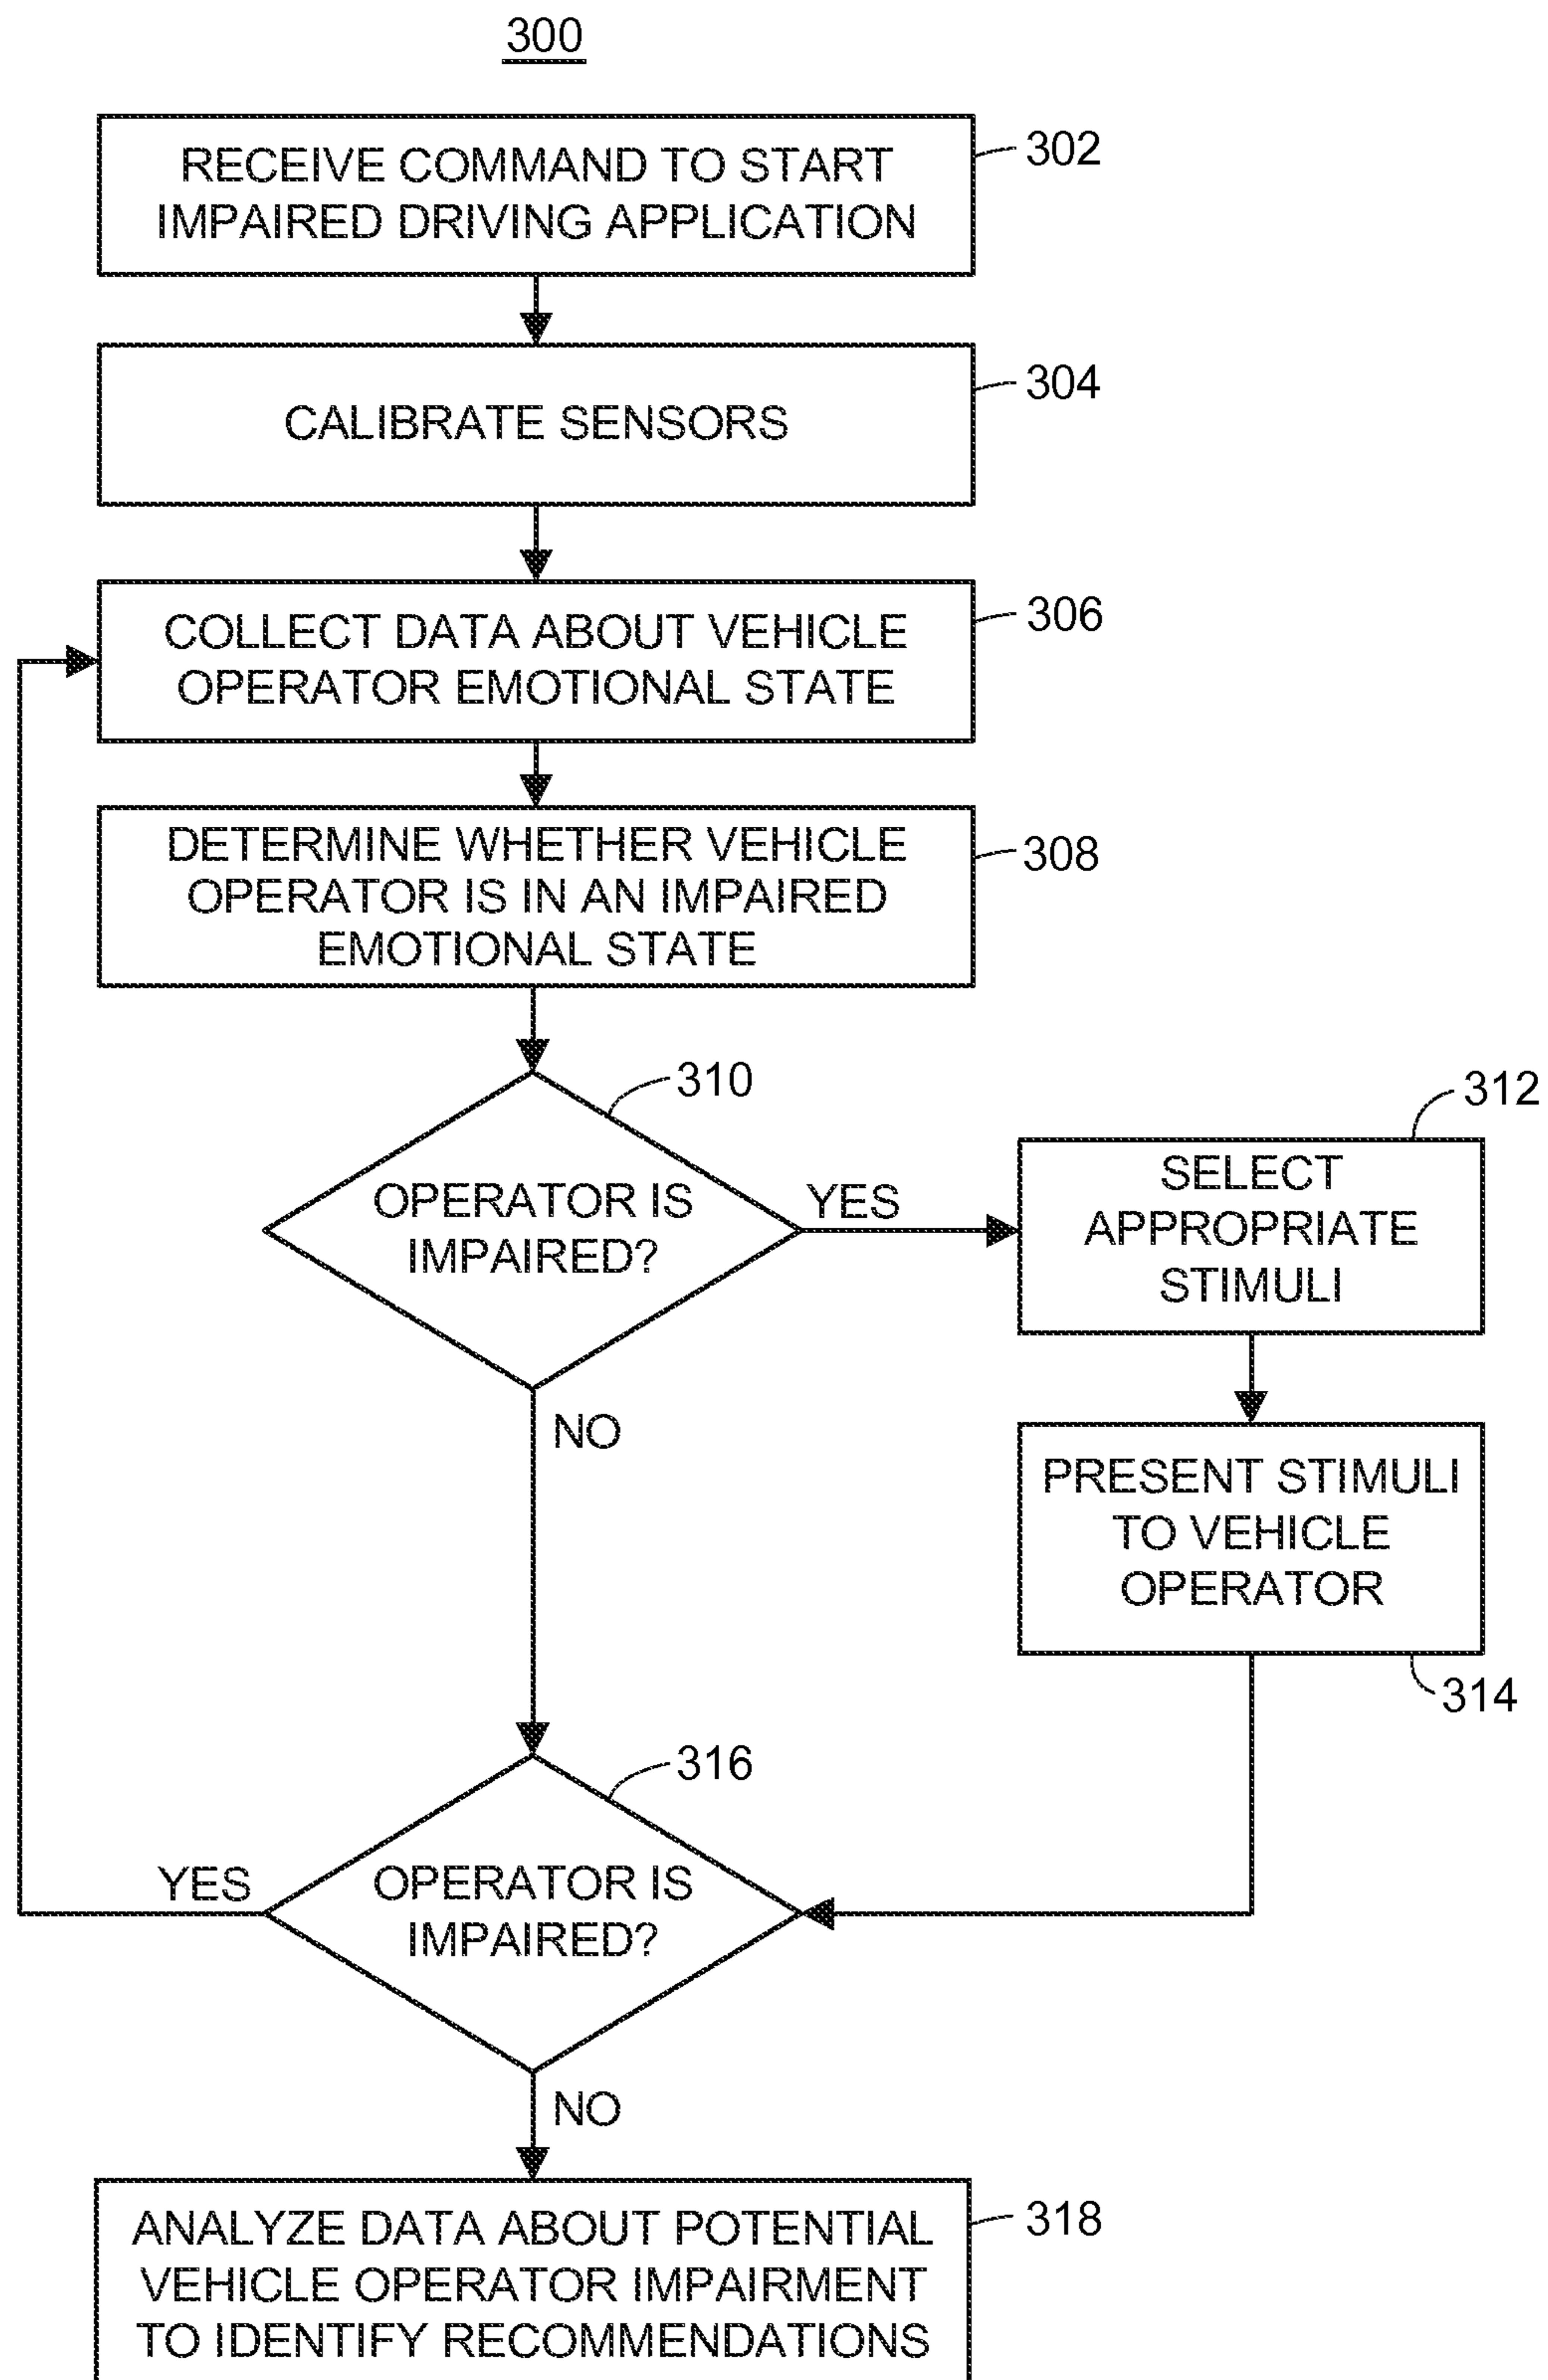 300
RECEIVE COMMAND TO START
IMPAIRED DRIVING APPLICATION
302
CALIBRATE SENSORS
304
COLLECT DATA ABOUT VEHICLE
OPERATOR EMOTIONAL STATE
306
DETERMINE WHETHER VEHICLE
OPERATOR IS IN AN IMPAIRED
EMOTIONAL STATE
308
310
OPERATOR IS
IMPAIRED?
YES
NO
312
SELECT
APPROPRIATE
STIMULI
PRESENT STIMULI
TO VEHICLE
OPERATOR
314
316
OPERATOR IS
IMPAIRED?
YES
NO
ANALYZE DATA ABOUT POTENTIAL
VEHICLE OPERATOR IMPAIRMENT
TO IDENTIFY RECOMMENDATIONS
318